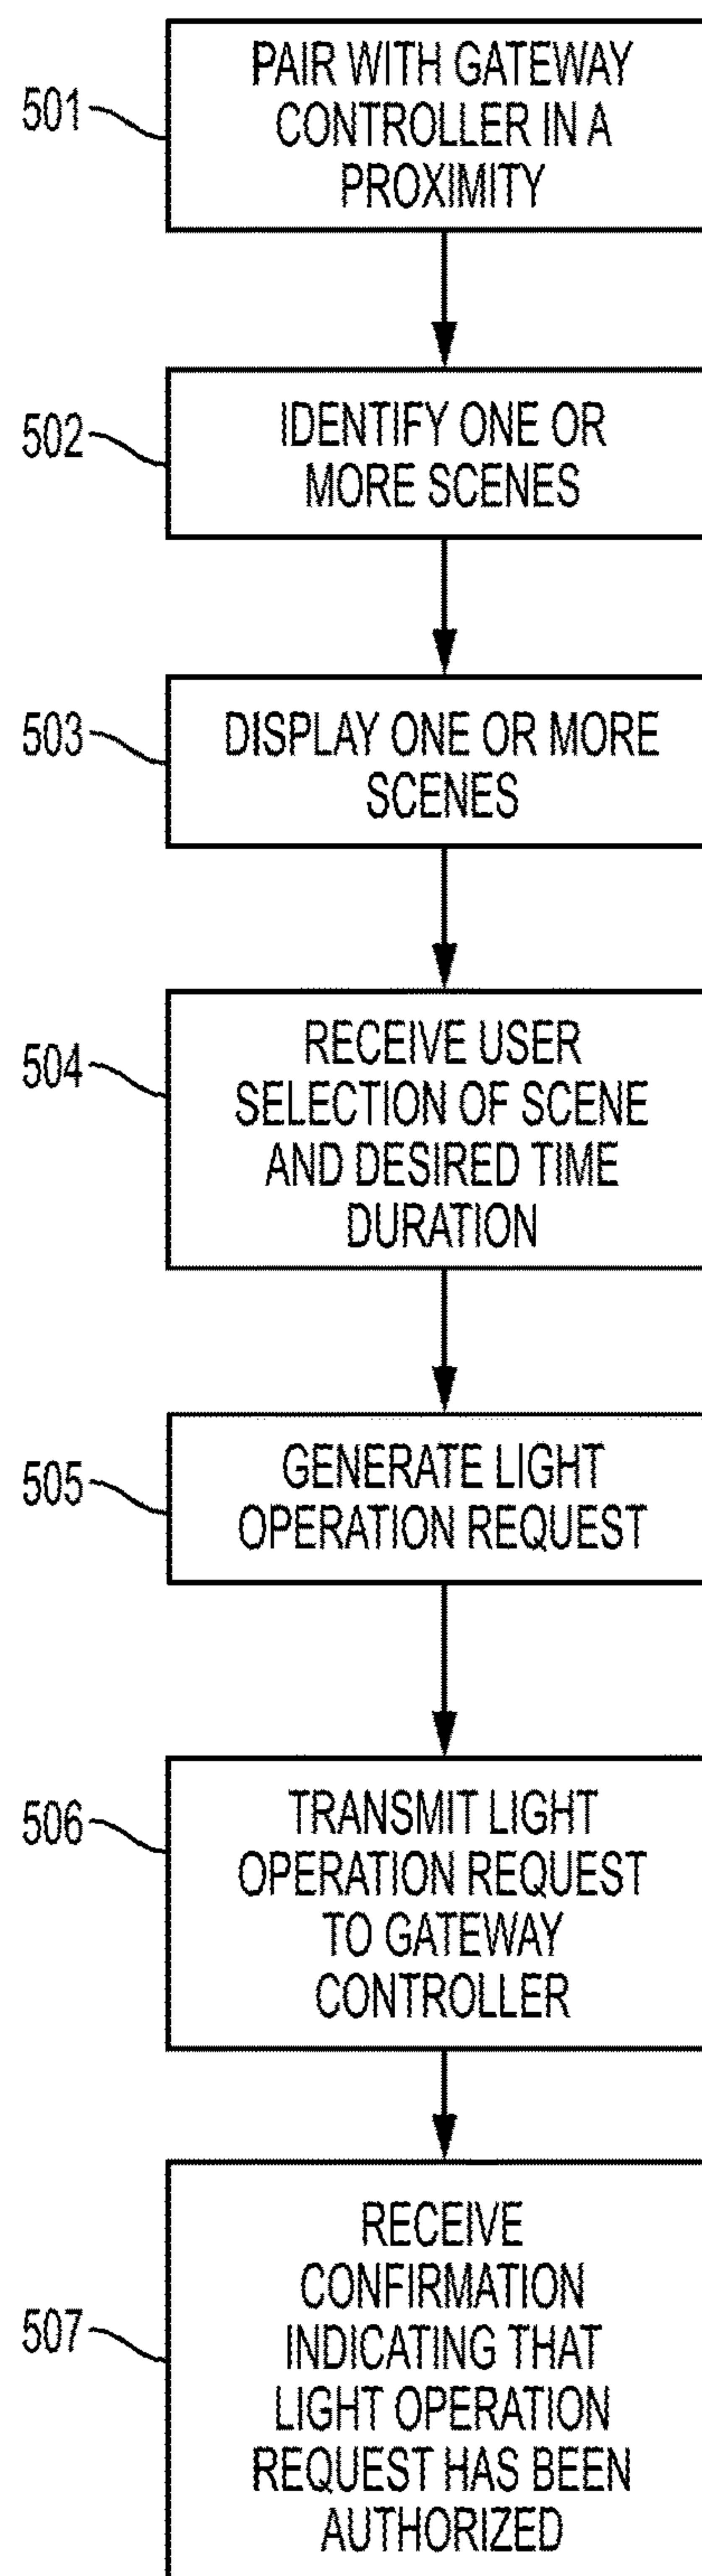 501
PAIR WITH GATEWAY
CONTROLLER IN A
PROXIMITY
502
IDENTIFY ONE OR
MORE SCENES
503
DISPLAY ONE OR MORE
SCENES
504
RECEIVE USER
SELECTION OF SCENE
AND DESIRED TIME
DURATION
505
GENERATE LIGHT
OPERATION REQUEST
506
TRANSMIT LIGHT
OPERATION REQUEST
TO GATEWAY
CONTROLLER
507
RECEIVE
CONFIRMATION
INDICATING THAT
LIGHT OPERATION
REQUEST HAS BEEN
AUTHORIZED